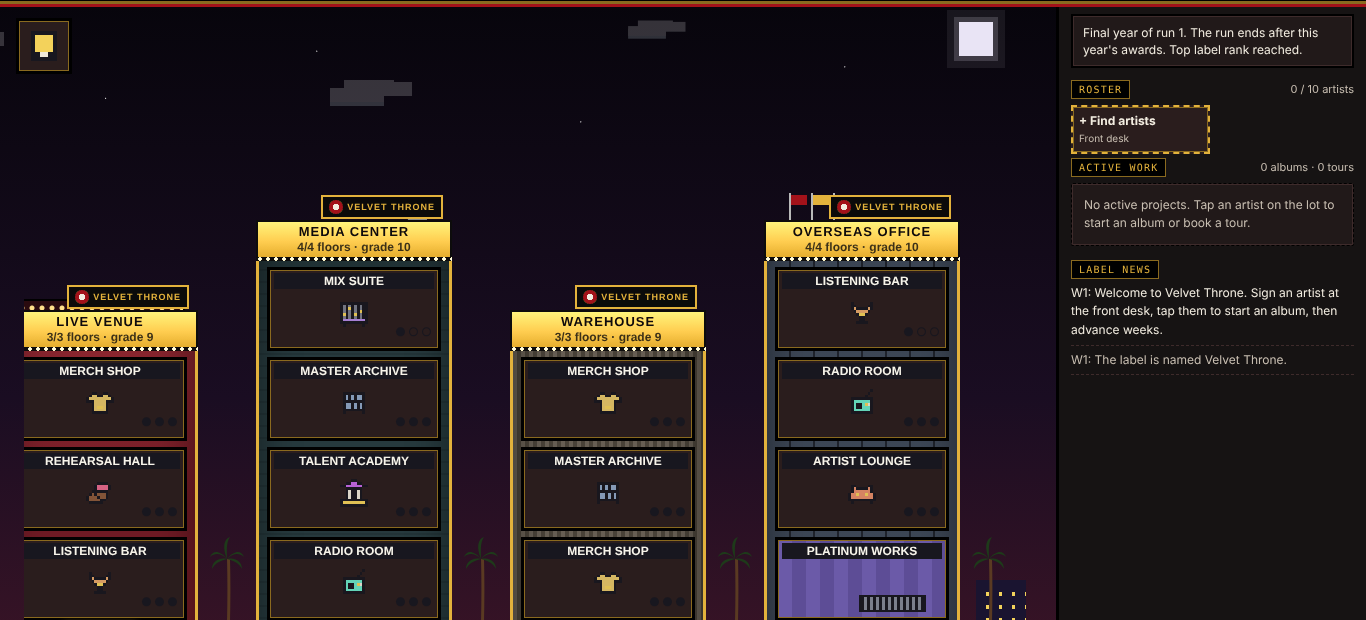 VELVET THRONE
LIVE VENUE
3/3 floors · grade 9
MERCH SHOP
REHEARSAL HALL
LISTENING BAR
VELVET THRONE
MEDIA CENTER
4/4 floors · grade 10
MIX SUITE
MASTER ARCHIVE
TALENT ACADEMY
RADIO ROOM
VELVET THRONE
WAREHOUSE
3/3 floors · grade 9
MERCH SHOP
MASTER ARCHIVE
MERCH SHOP
VELVET THRONE
OVERSEAS OFFICE
4/4 floors · grade 10
LISTENING BAR
RADIO ROOM
ARTIST LOUNGE
PLATINUM WORKS
Final year of run 1. The run ends after this
year's awards. Top label rank reached.
ROSTER
0 / 10 artists
+ Find artists
Front desk
ACTIVE WORK
0 albums · 0 tours
No active projects. Tap an artist on the lot to
start an album or book a tour.
LABEL NEWS
W1: Welcome to Velvet Throne. Sign an artist at
the front desk, tap them to start an album, then
advance weeks.
W1: The label is named Velvet Throne.